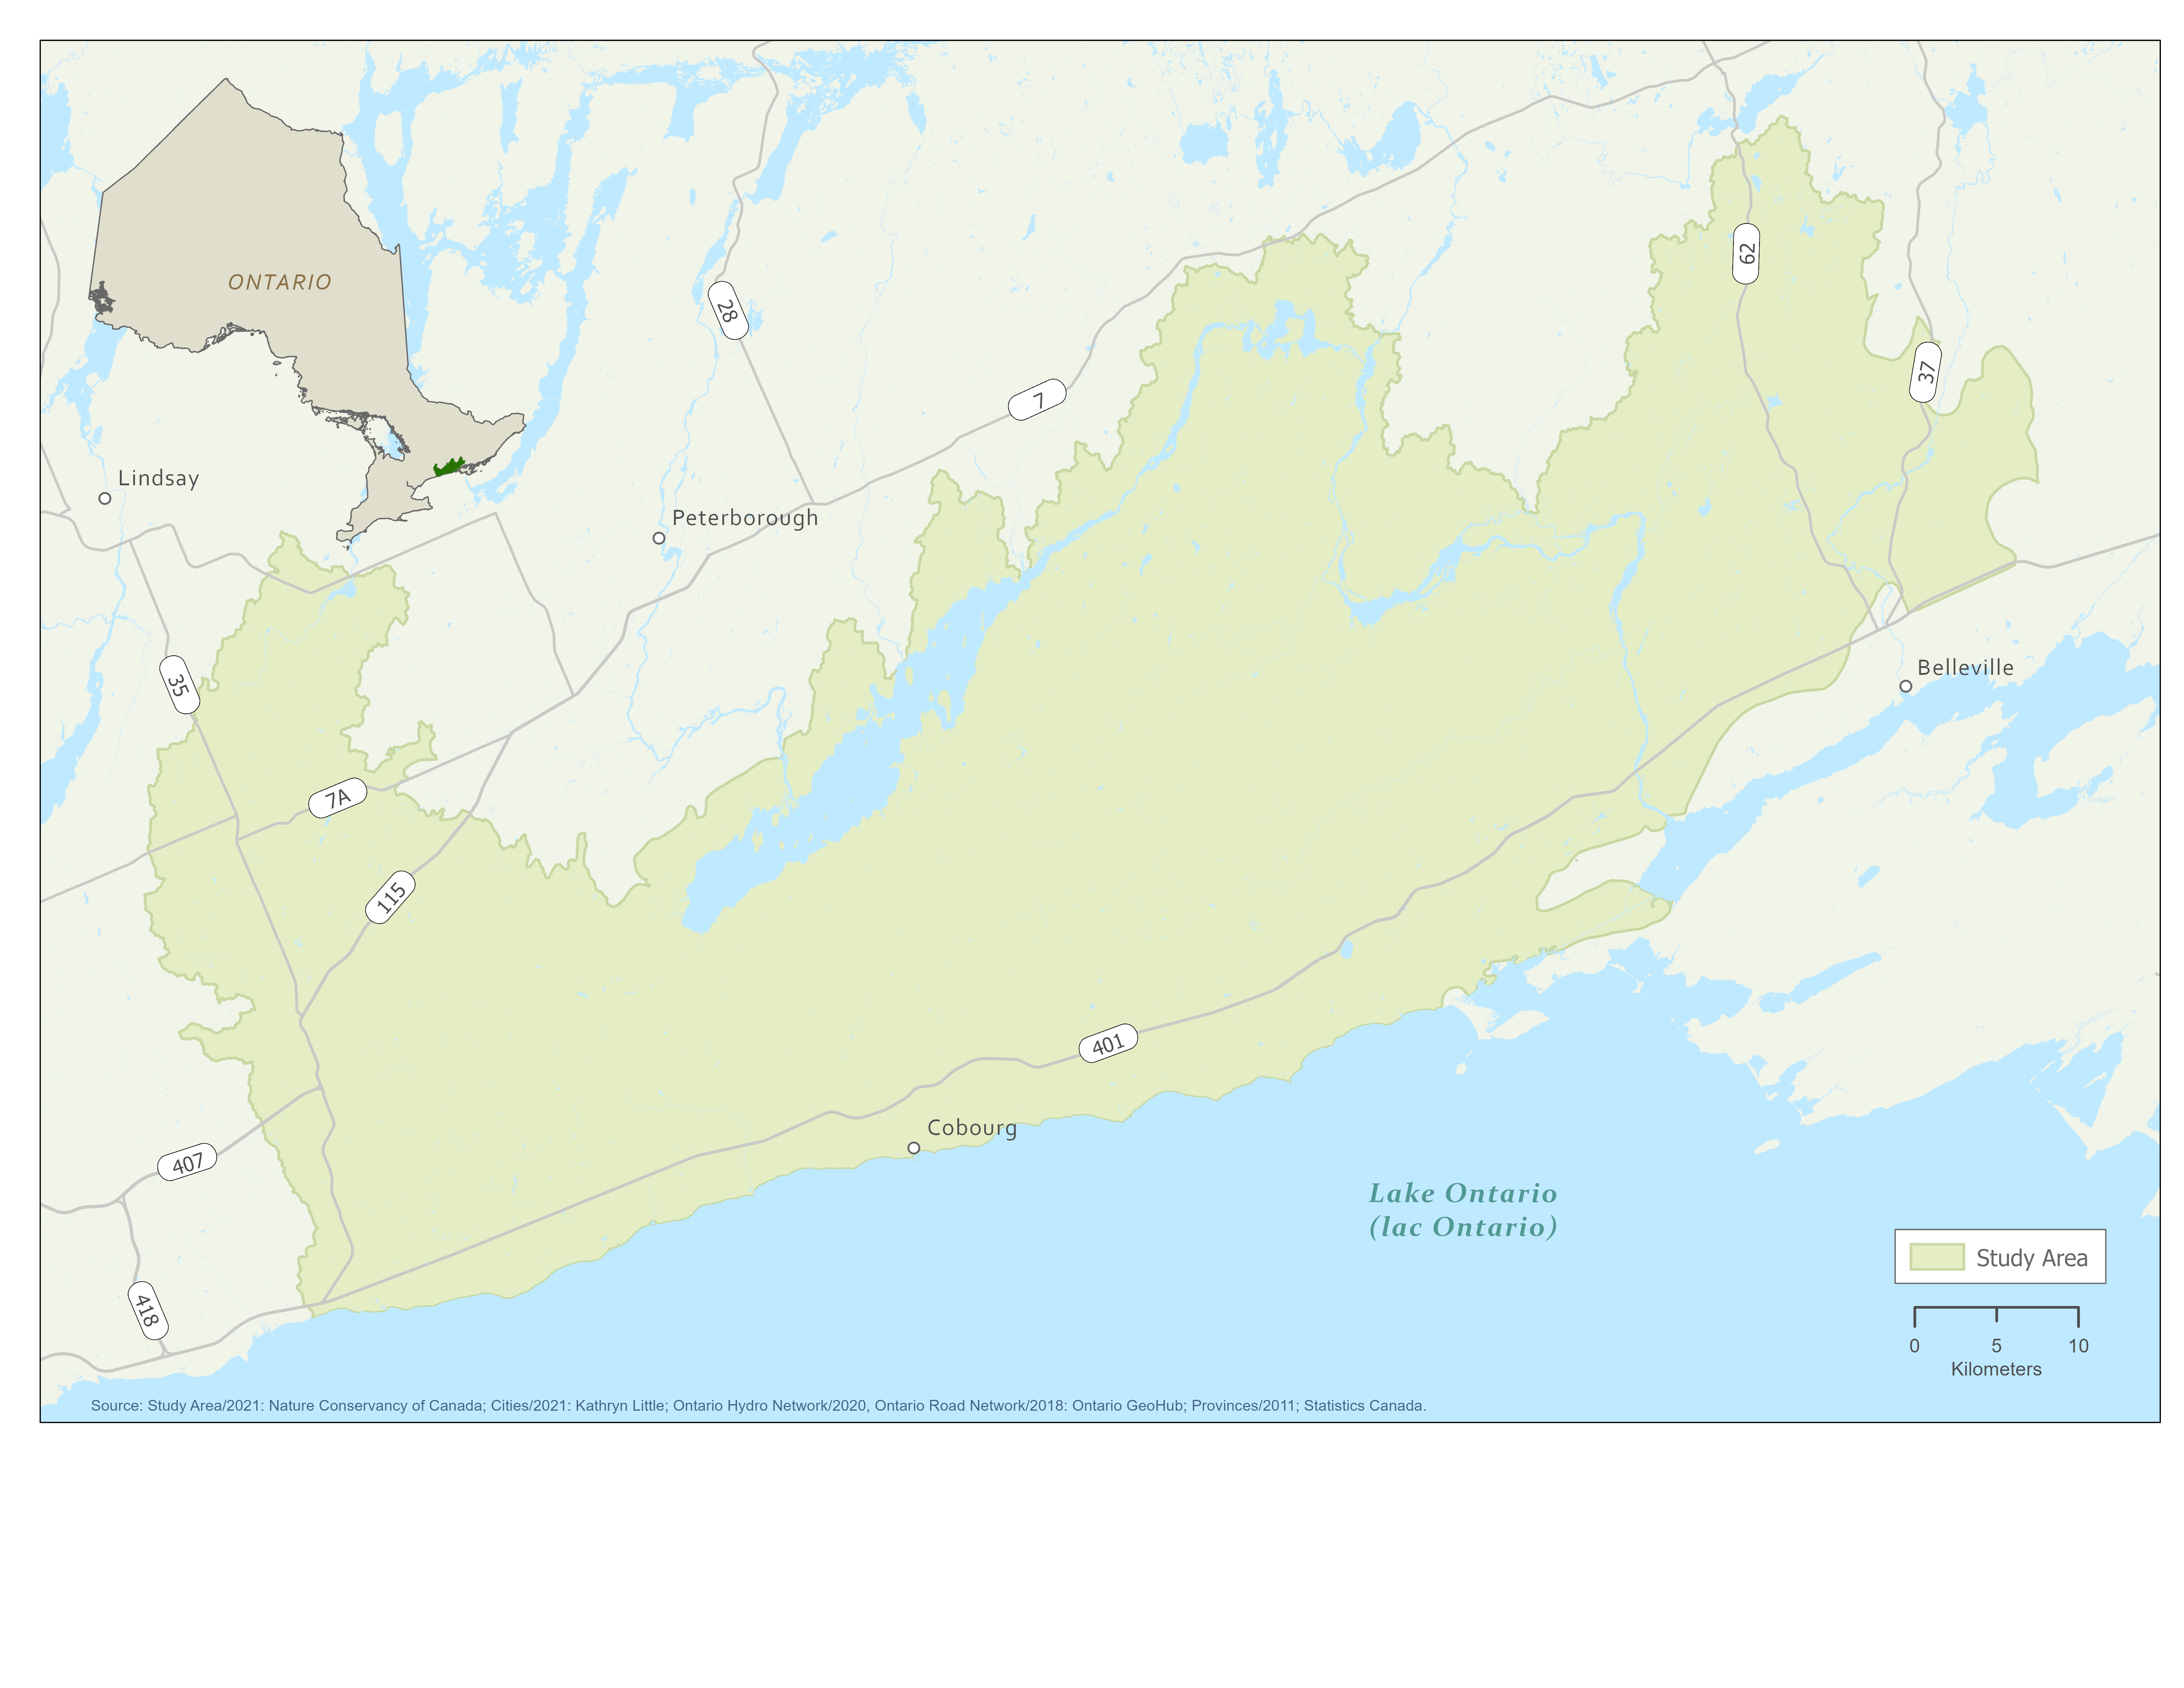 ONTARIO
62
28
37
7
Lindsay
Peterborough
35
Belleville
7A
115
401
Cobourg
407
Lake Ontario
(lac Ontario)
Study Area
418
0 5 10
Kilometers
Source: Study Area/2021: Nature Conservancy of Canada; Cities/2021: Kathryn Little; Ontario Hydro Network/2020, Ontario Road Network/2018: Ontario GeoHub; Provinces/2011; Statistics Canada.